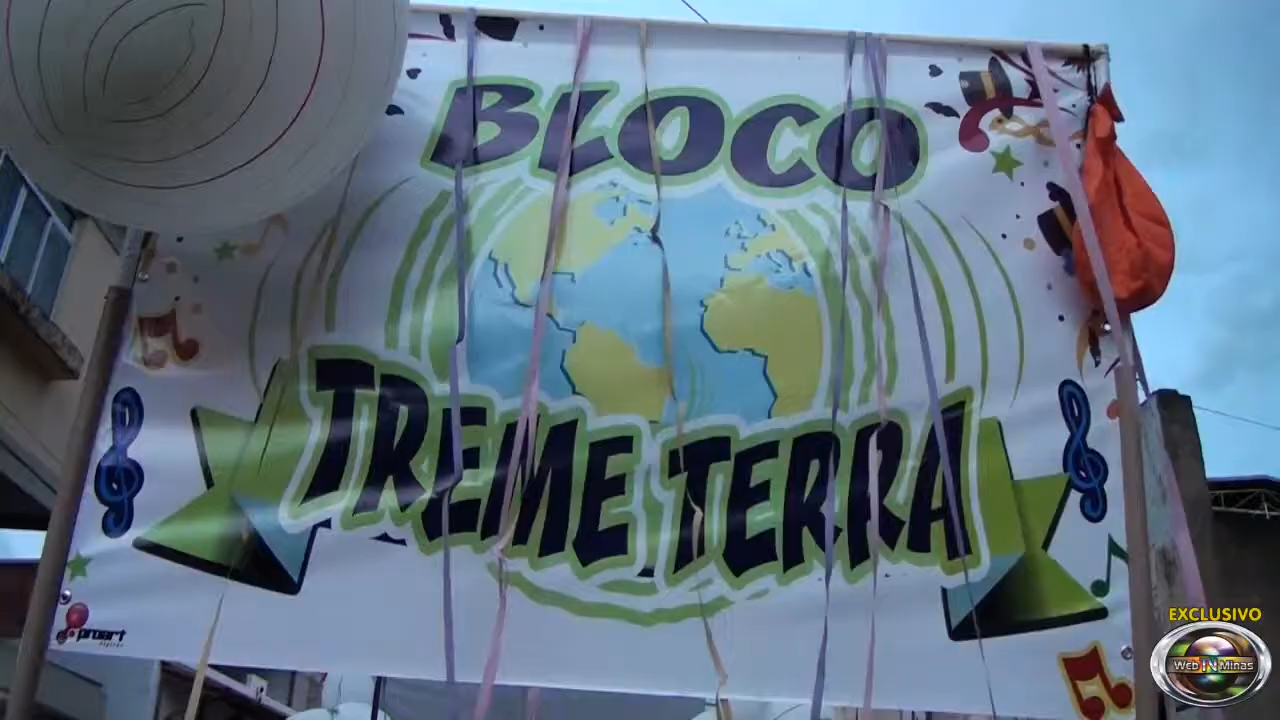 BLOCO
TREME TERRA
proart
EXCLUSIVO
Web IN Minas